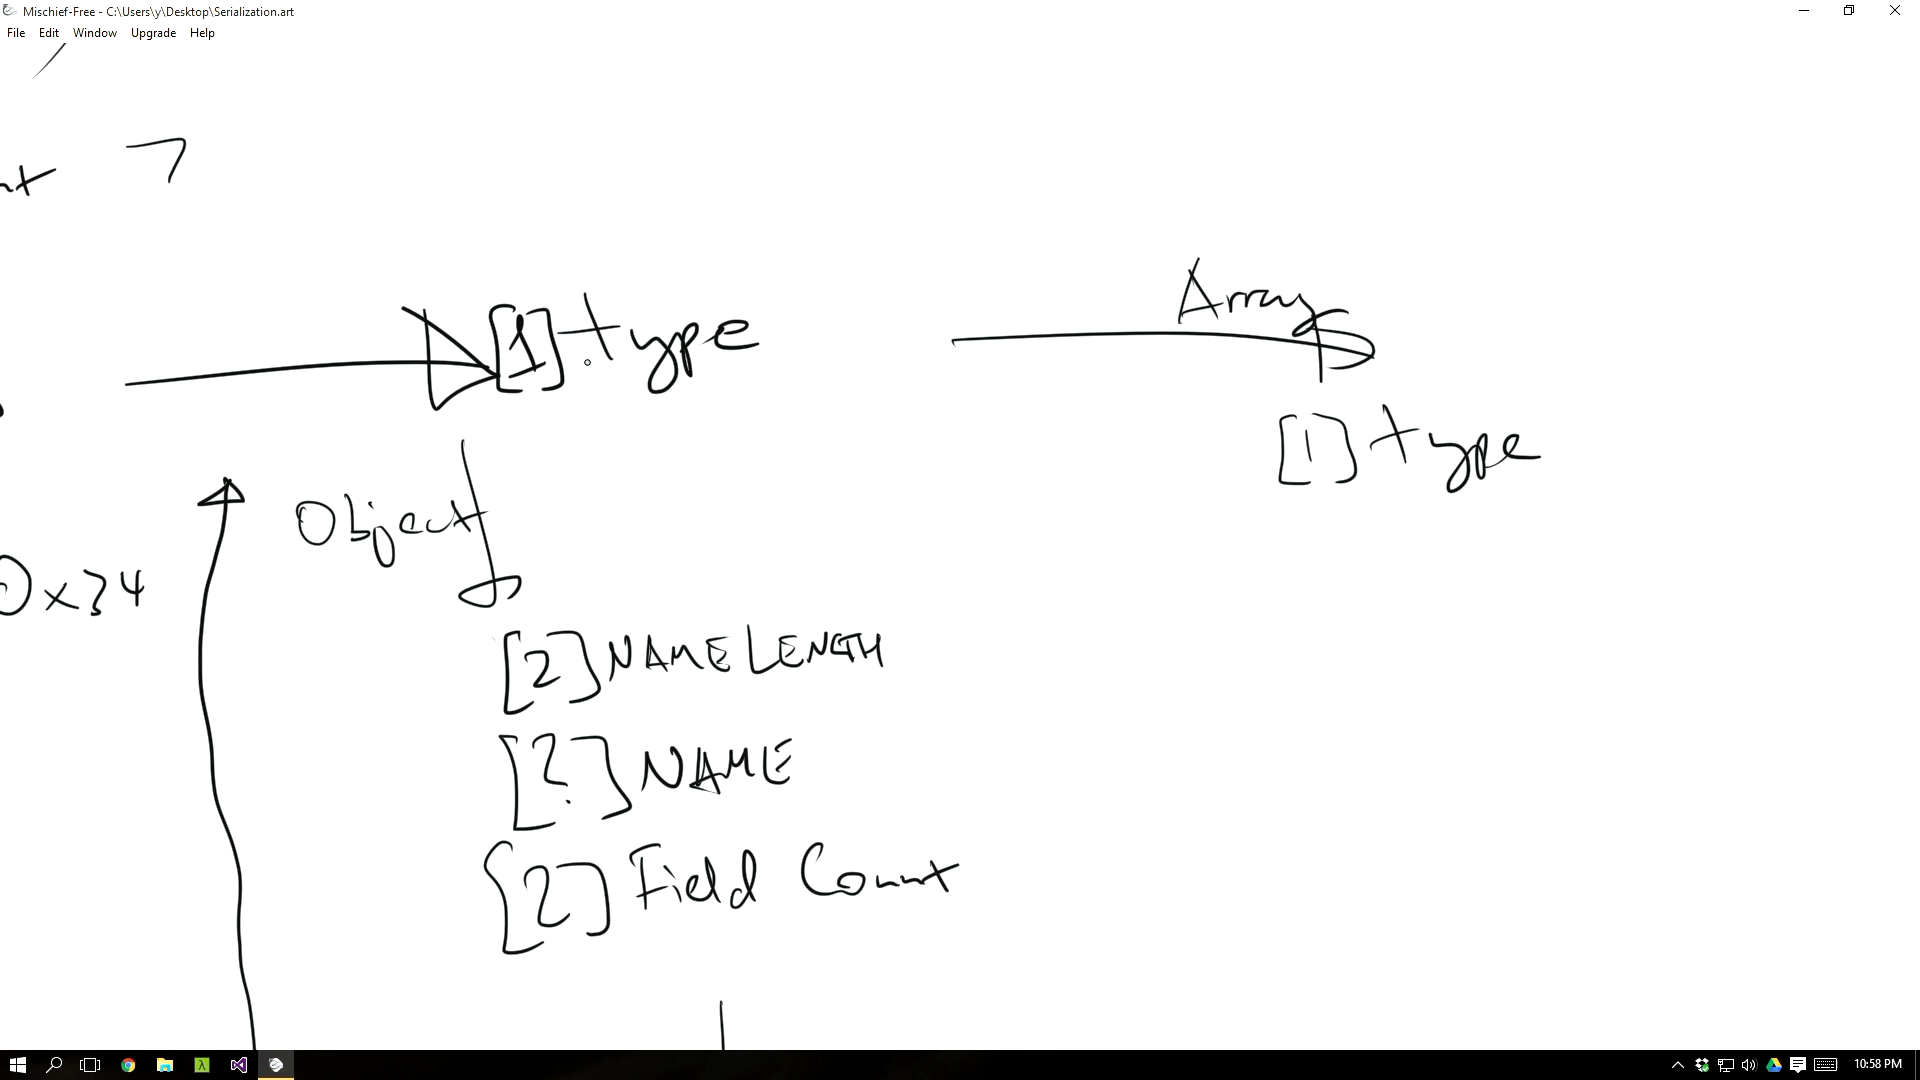 Mischief-Free - C:\Users\y\Desktop\Serialization.art
File Edit Window Upgrade Help
7
Array
[1] type
[1] type
Object
0x34
[2] NAME LENGTH
[?] NAME
[2] Field Count
10:58 PM